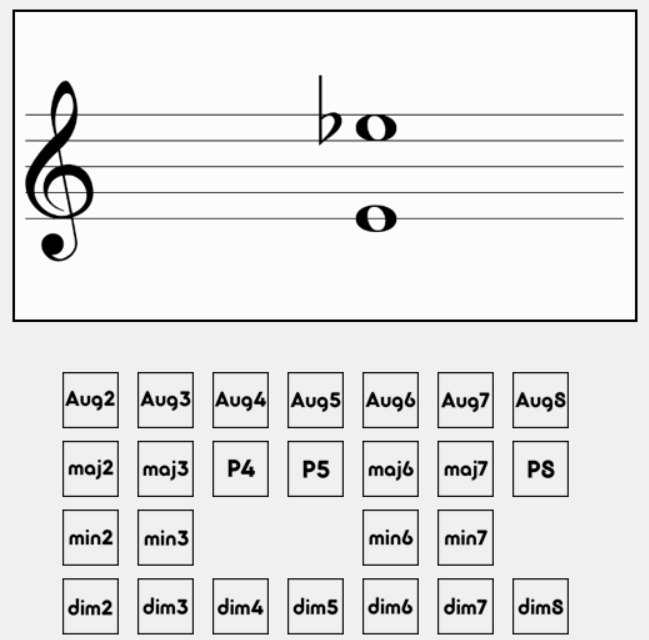 Aug2 Aug3 Aug4 Aug5 Aug6 Aug7 Aug8
maj2 maj3 P4 P5 maj6 maj7 P8
min2 min3 min6 min7
dim2 dim3 dim4 dim5 dim6 dim7 dim8